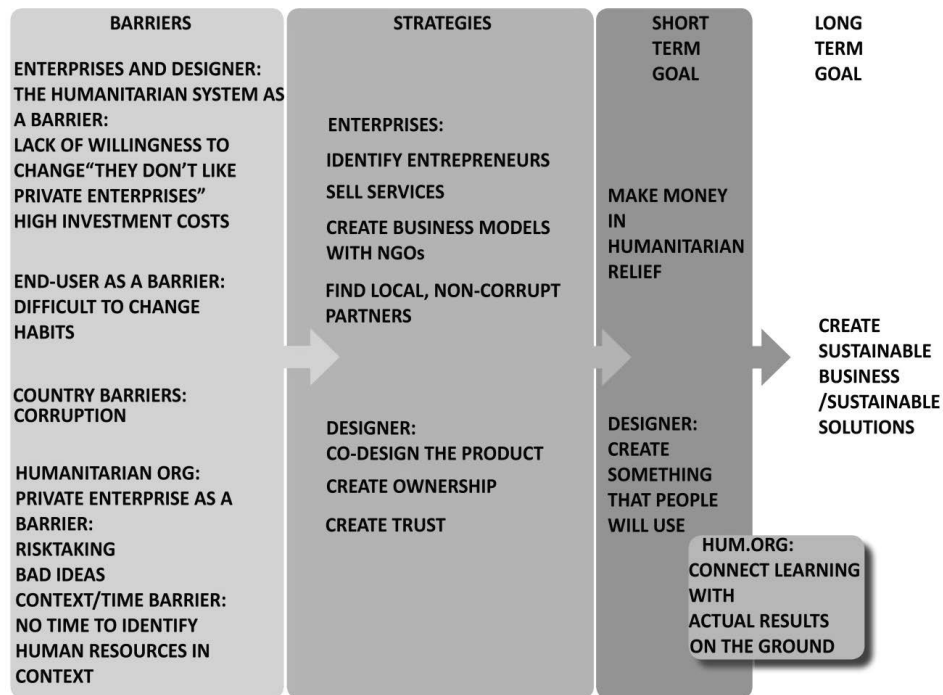 BARRIERS
ENTERPRISES AND DESIGNER:
THE HUMANITARIAN SYSTEM AS
A BARRIER:
LACK OF WILLINGNESS TO
CHANGE“THEY DON’T LIKE
PRIVATE ENTERPRISES”
HIGH INVESTMENT COSTS
END-USER AS A BARRIER:
DIFFICULT TO CHANGE
HABITS
COUNTRY BARRIERS:
CORRUPTION
HUMANITARIAN ORG:
PRIVATE ENTERPRISE AS A
BARRIER:
RISKTAKING
BAD IDEAS
CONTEXT/TIME BARRIER:
NO TIME TO IDENTIFY
HUMAN RESOURCES IN
CONTEXT
STRATEGIES
ENTERPRISES:
IDENTIFY ENTREPRENEURS
SELL SERVICES
CREATE BUSINESS MODELS
WITH NGOs
FIND LOCAL, NON-CORRUPT
PARTNERS
DESIGNER:
CO-DESIGN THE PRODUCT
CREATE OWNERSHIP
CREATE TRUST
SHORT
TERM
GOAL
MAKE MONEY
IN
HUMANITARIAN
RELIEF
DESIGNER:
CREATE
SOMETHING
THAT PEOPLE
WILL USE
HUM.ORG:
CONNECT LEARNING
WITH
ACTUAL RESULTS
ON THE GROUND
LONG
TERM
GOAL
CREATE
SUSTAINABLE
BUSINESS
/SUSTAINABLE
SOLUTIONS